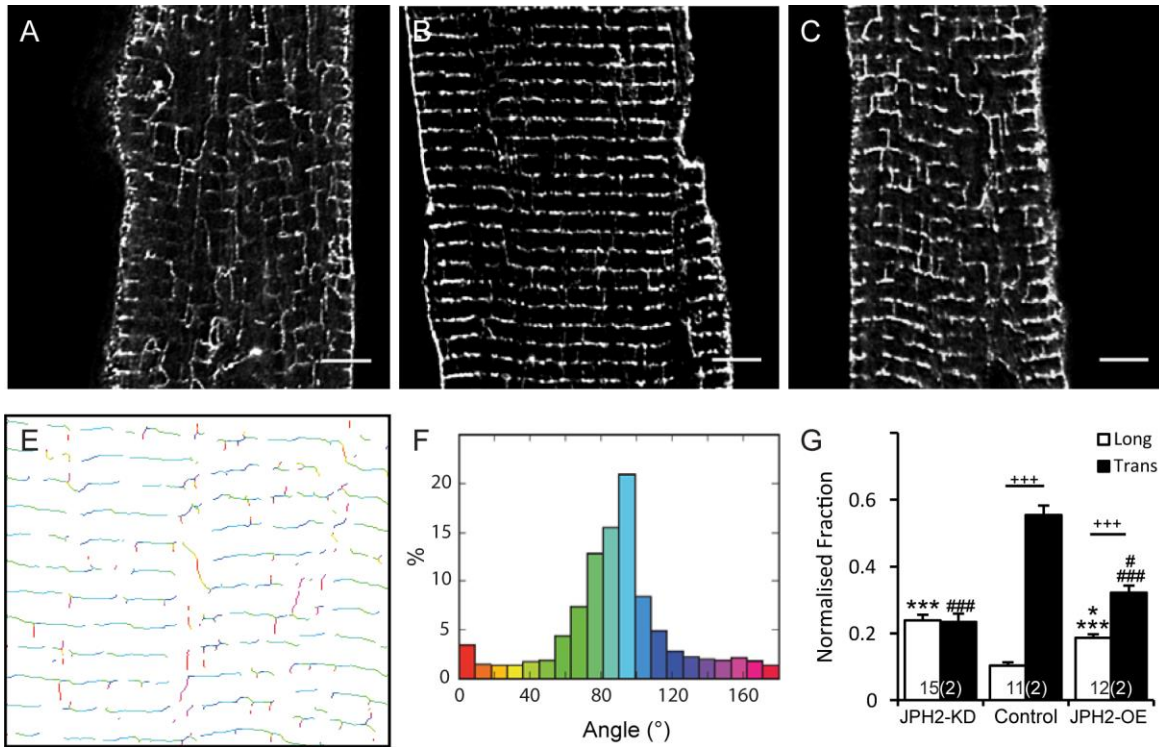 A
B
C
E
F
%
20
15
10
5
0
0
40
80
120
160
Angle (°)
G
Long
Trans
Normalised Fraction
0.6
0.4
0.2
0
+++
+++
***
###
*
***
#
###
15(2)
11(2)
12(2)
JPH2-KD
Control
JPH2-OE